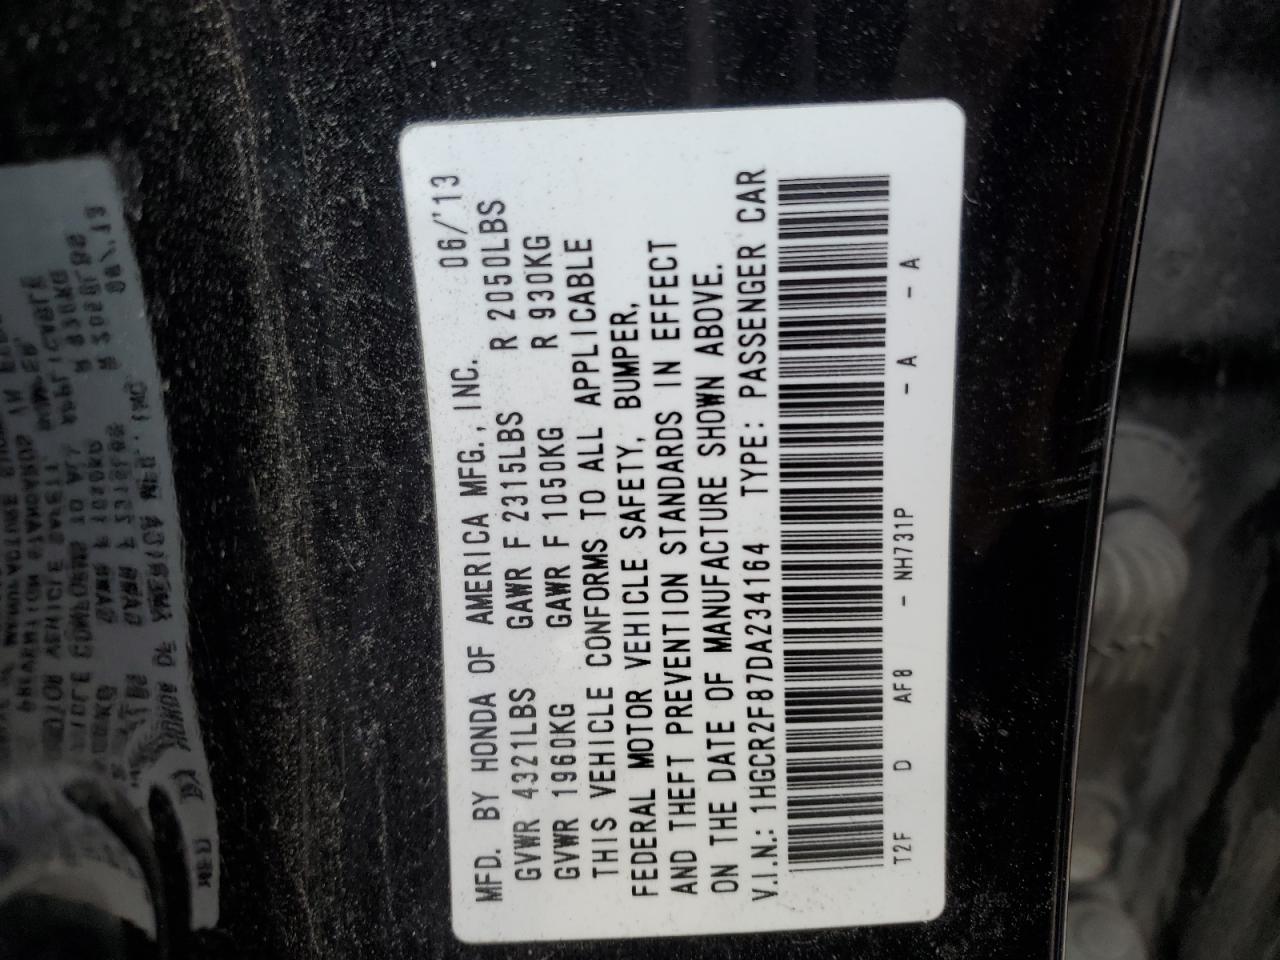 MFD. BY HONDA OF AMERICA MFG., INC. 06/'13
GVWR 4321LBS GAWR F 2315LBS R 2050LBS
GVWR 1960KG GAWR F 1050KG R 930KG
THIS VEHICLE CONFORMS TO ALL APPLICABLE
FEDERAL MOTOR VEHICLE SAFETY, BUMPER,
AND THEFT PREVENTION STANDARDS IN EFFECT
ON THE DATE OF MANUFACTURE SHOWN ABOVE.
V.I.N.: 1HGCR2F87DA234164 TYPE: PASSENGER CAR
T2F D AF8 - NH731P - A - A